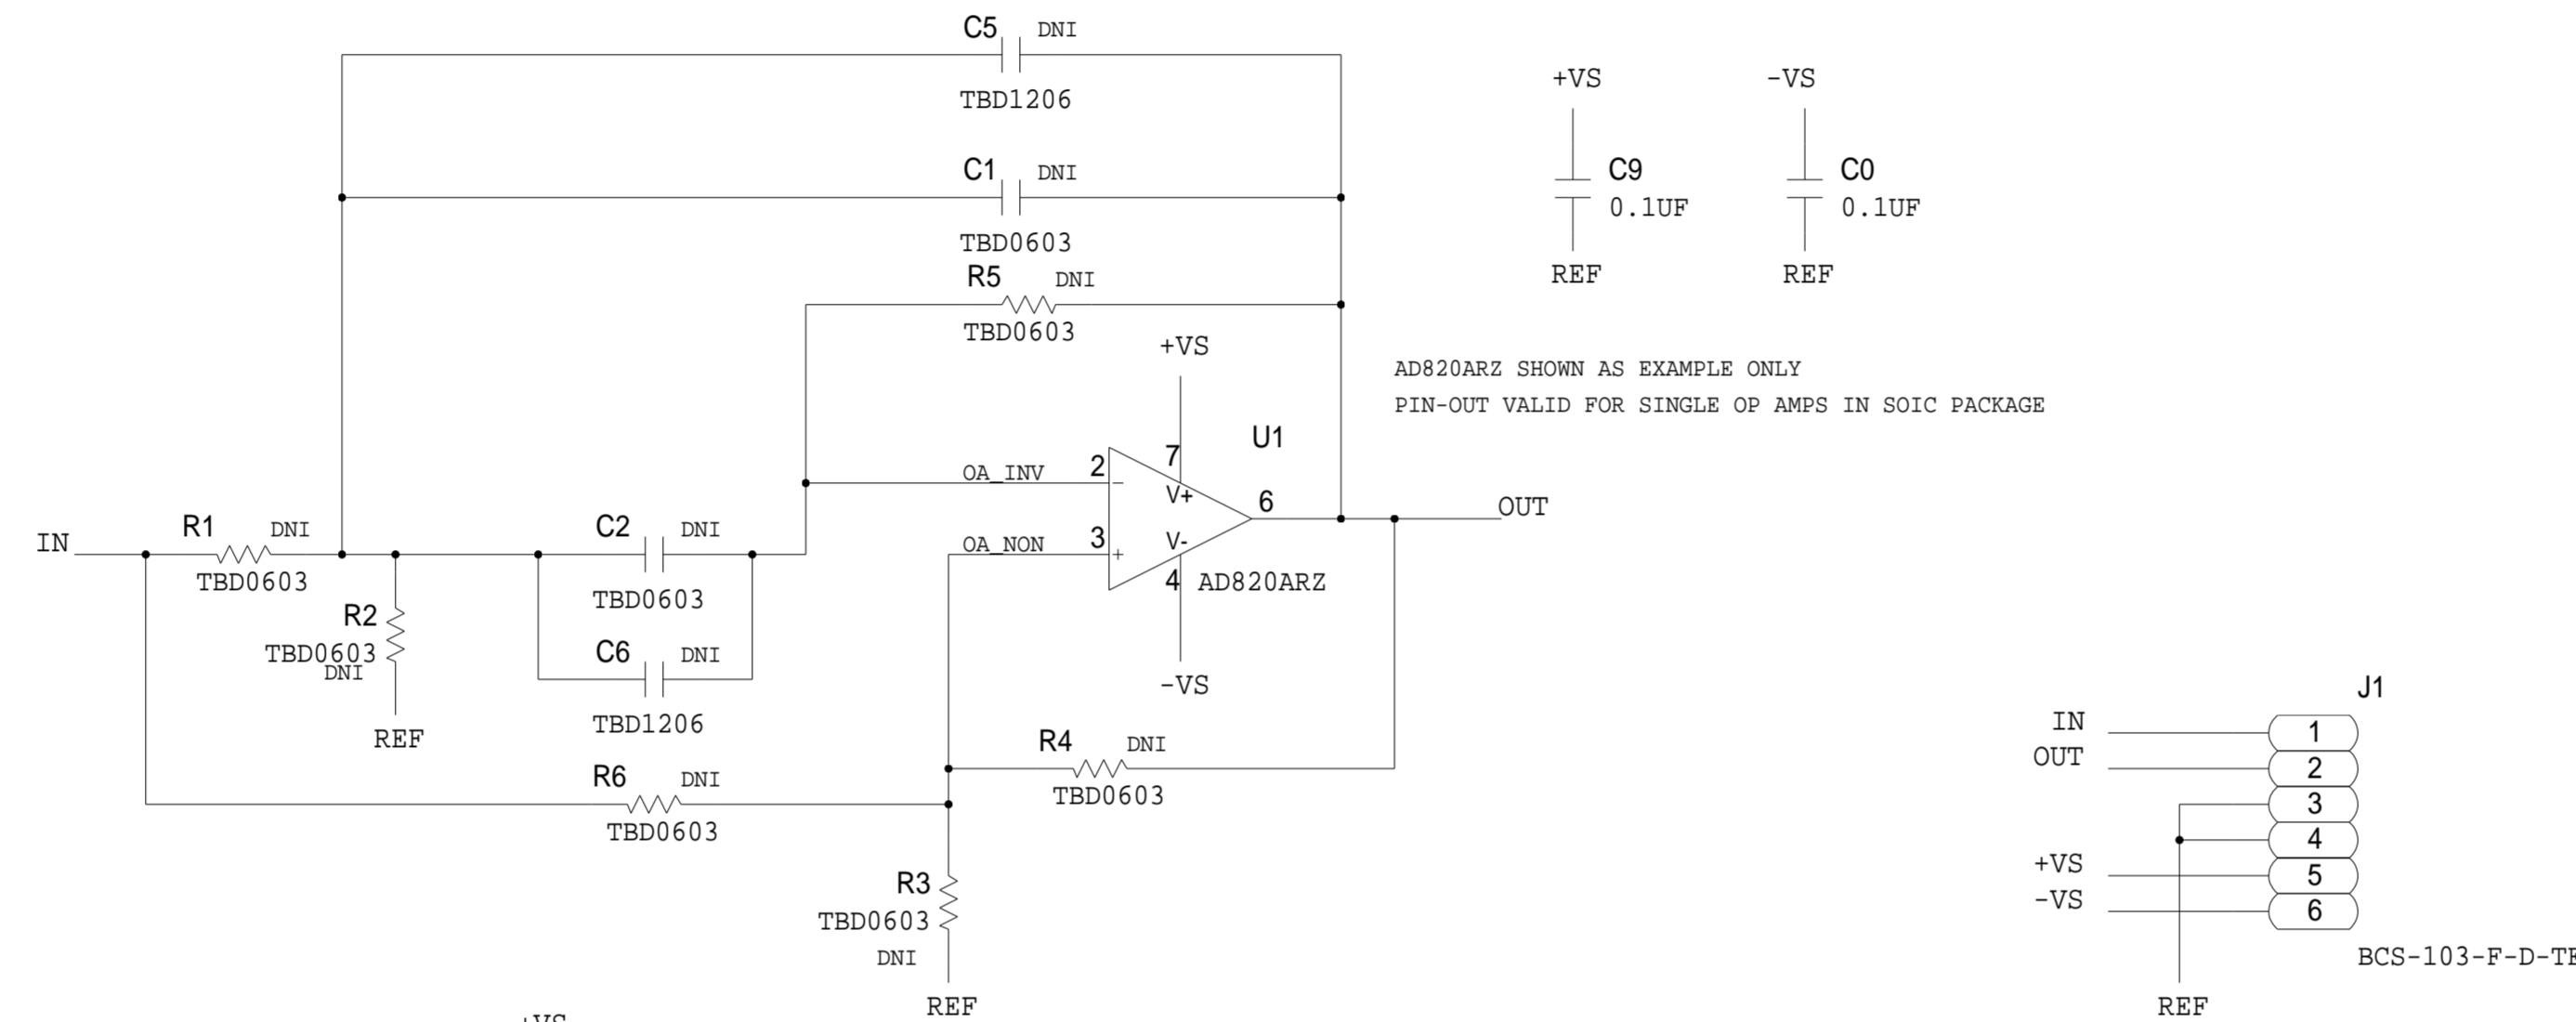 C5 DNI
TBD1206
C1 DNI
TBD0603
R5 DNI
TBD0603
+VS
C9
0.1UF
REF
-VS
C0
0.1UF
REF
AD820ARZ SHOWN AS EXAMPLE ONLY
PIN-OUT VALID FOR SINGLE OP AMPS IN SOIC PACKAGE
+VS
U1
7
V+
OA_INV 2
-
6
OUT
OA_NON 3
+
V-
4
AD820ARZ
-VS
IN
R1 DNI
TBD0603
R2
TBD0603
DNI
REF
C2 DNI
TBD0603
C6 DNI
TBD1206
R4 DNI
TBD0603
R6 DNI
TBD0603
R3
TBD0603
DNI
REF
J1
IN 1
OUT 2
3
4
+VS 5
-VS 6
BCS-103-F-D-TE
REF
+VS